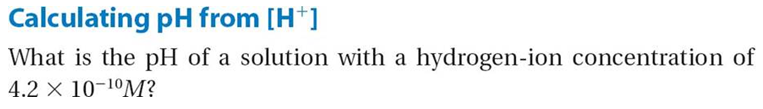 Calculating pH from [H⁺]
What is the pH of a solution with a hydrogen-ion concentration of
4.2 × 10⁻¹⁰M?